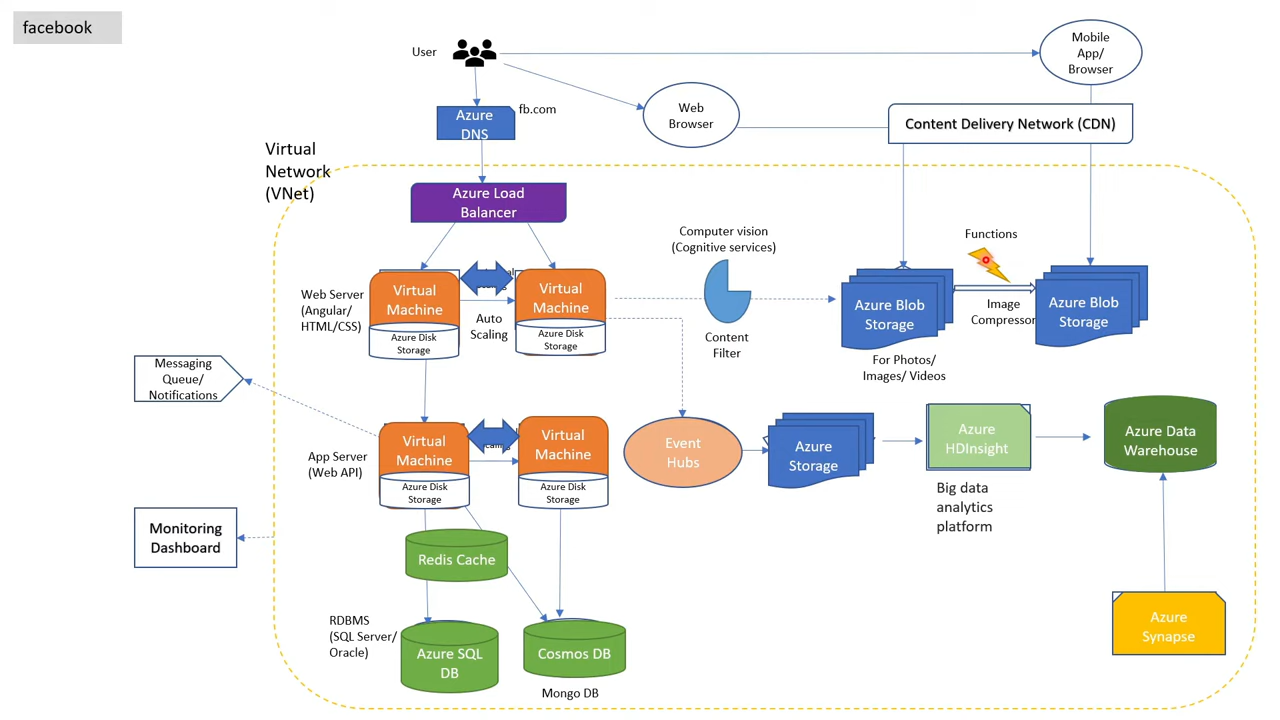 facebook
User
Mobile
App/
Browser
Web
Browser
Azure
DNS
fb.com
Content Delivery Network (CDN)
Virtual
Network
(VNet)
Azure Load
Balancer
Computer vision
(Cognitive services)
Functions
Web Server
(Angular/
HTML/CSS)
Virtual
Machine
Azure Disk
Storage
Auto
Scaling
Virtual
Machine
Azure Disk
Storage
Content
Filter
Azure Blob
Storage
For Photos/
Images/ Videos
Image
Compressor
Azure Blob
Storage
Messaging
Queue/
Notifications
App Server
(Web API)
Virtual
Machine
Azure Disk
Storage
Virtual
Machine
Azure Disk
Storage
Event
Hubs
Azure
Storage
Azure
HDInsight
Big data
analytics
platform
Azure Data
Warehouse
Monitoring
Dashboard
Redis Cache
RDBMS
(SQL Server/
Oracle)
Azure SQL
DB
Cosmos DB
Mongo DB
Azure
Synapse